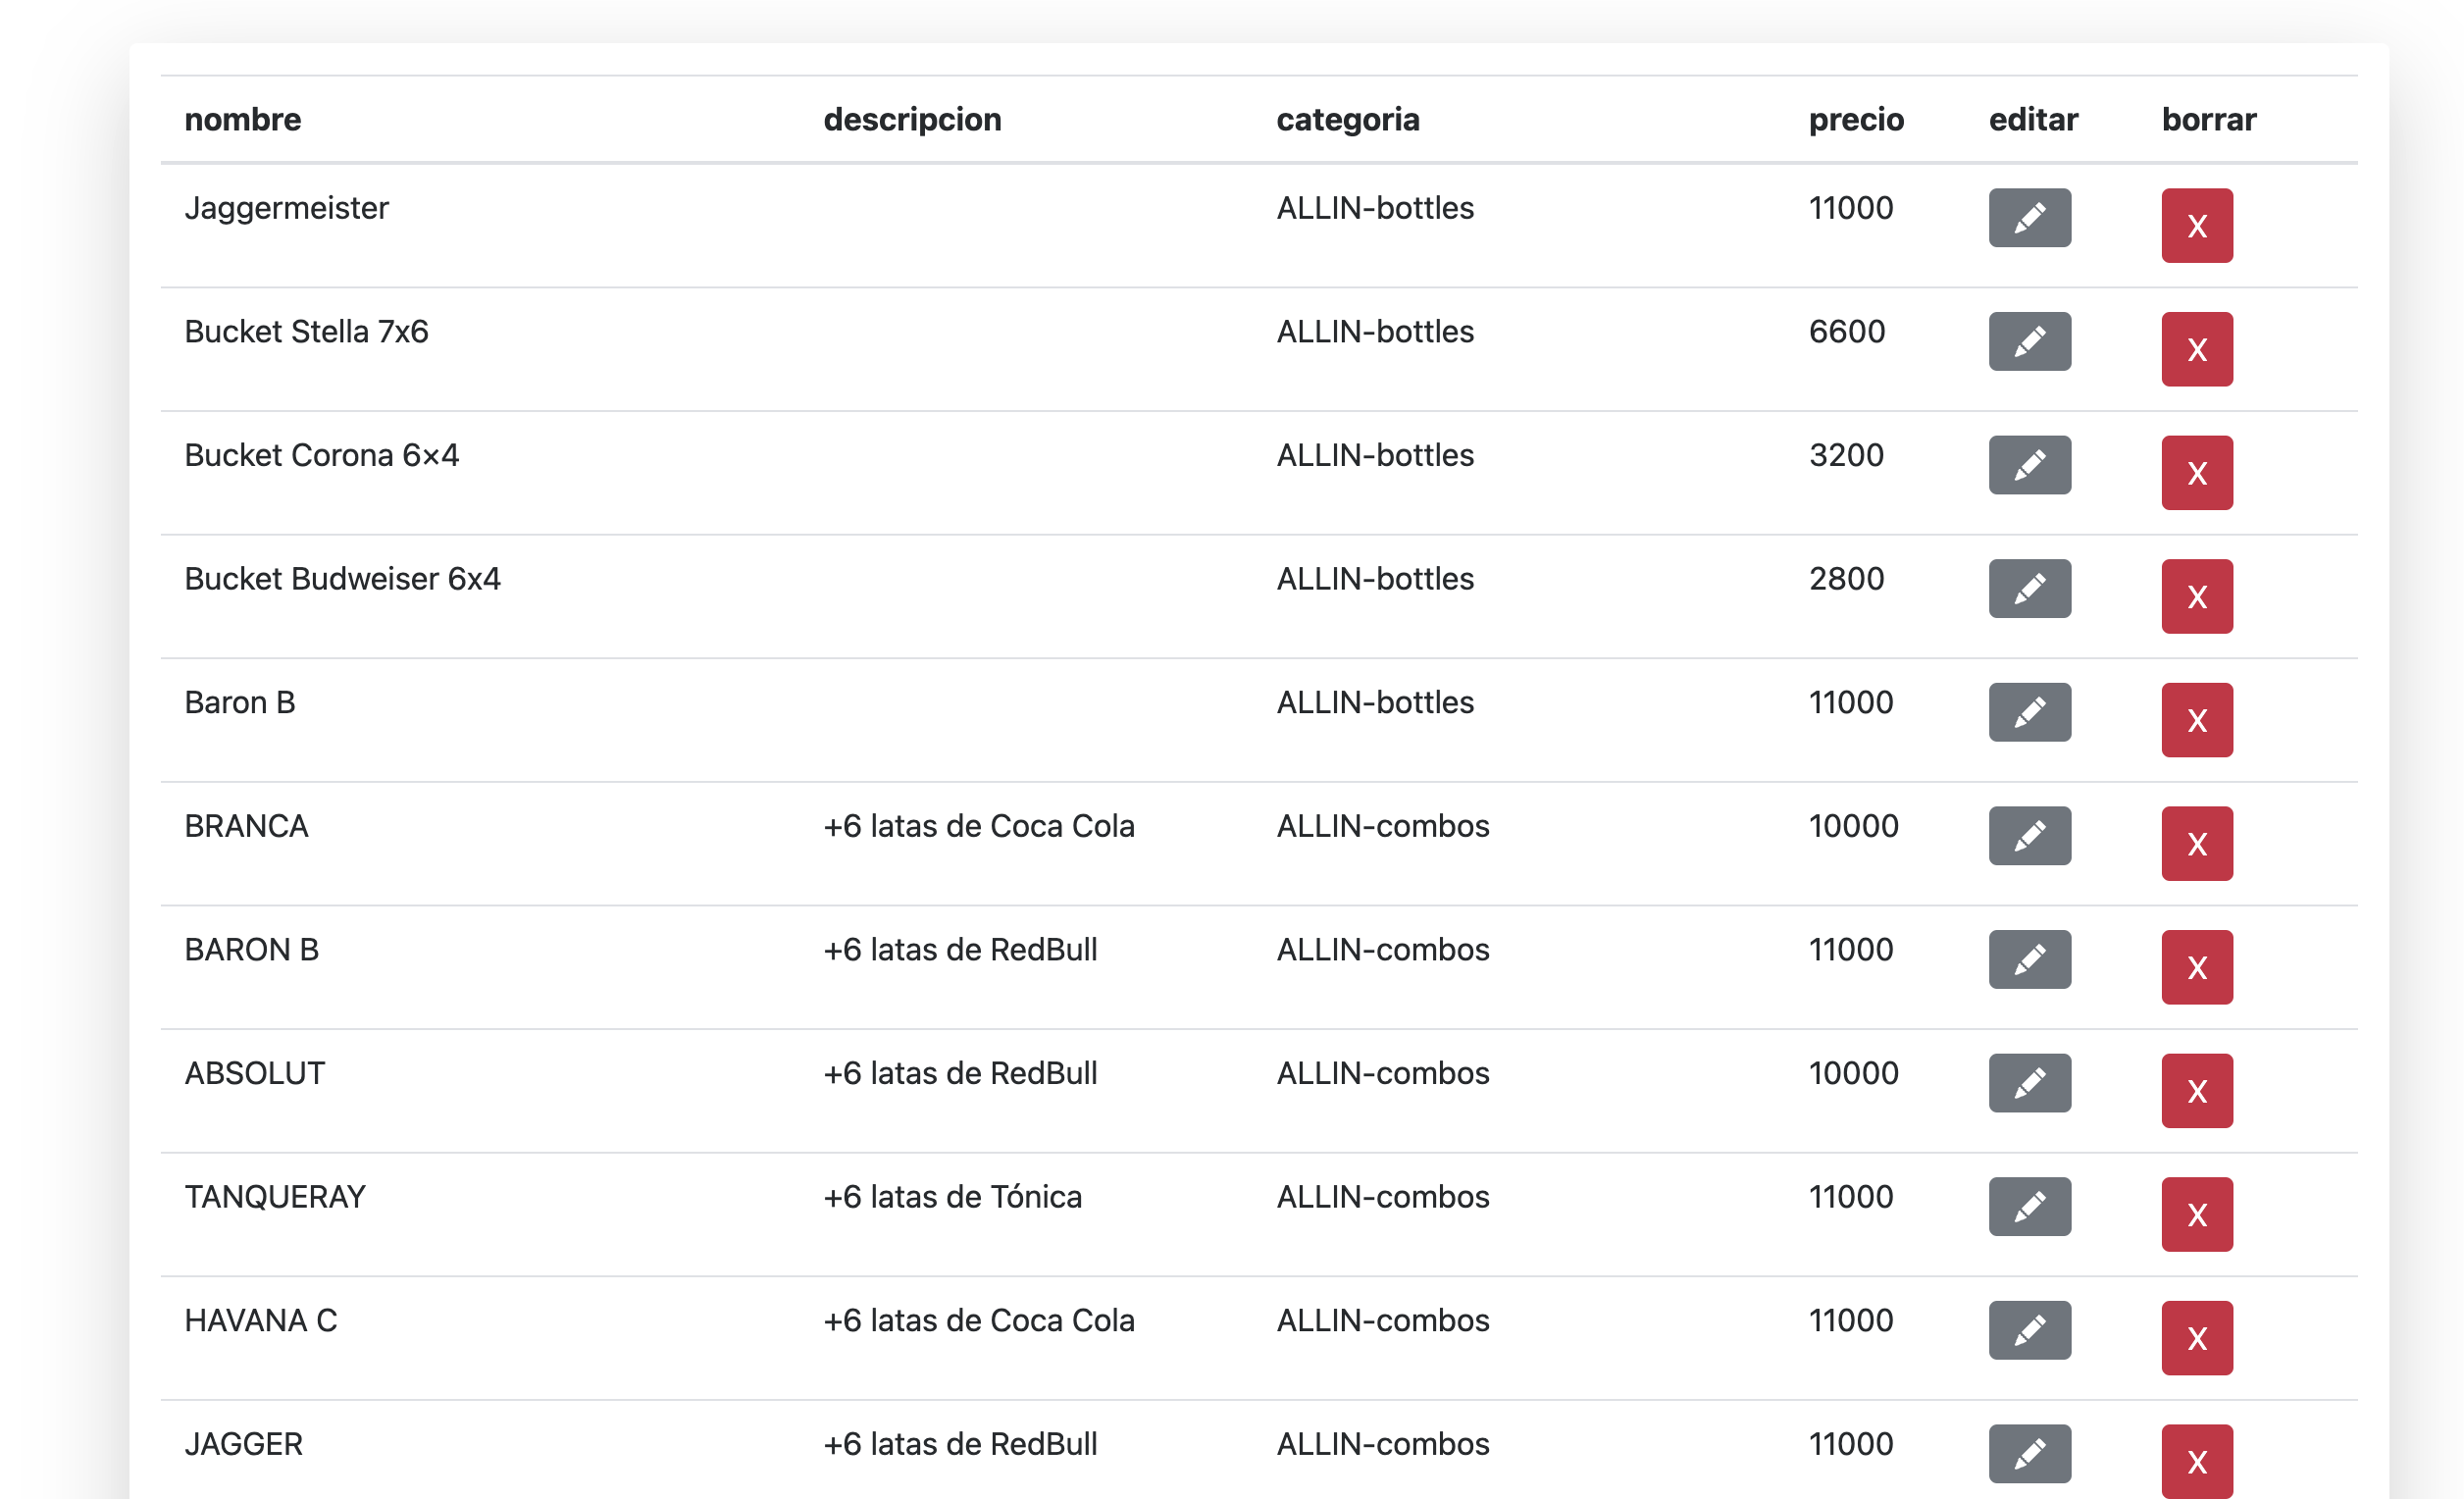 nombre descripcion categoria precio editar borrar
Jaggermeister ALLIN-bottles 11000 X
Bucket Stella 7x6 ALLIN-bottles 6600 X
Bucket Corona 6×4 ALLIN-bottles 3200 X
Bucket Budweiser 6x4 ALLIN-bottles 2800 X
Baron B ALLIN-bottles 11000 X
BRANCA +6 latas de Coca Cola ALLIN-combos 10000 X
BARON B +6 latas de RedBull ALLIN-combos 11000 X
ABSOLUT +6 latas de RedBull ALLIN-combos 10000 X
TANQUERAY +6 latas de Tónica ALLIN-combos 11000 X
HAVANA C +6 latas de Coca Cola ALLIN-combos 11000 X
JAGGER +6 latas de RedBull ALLIN-combos 11000 X